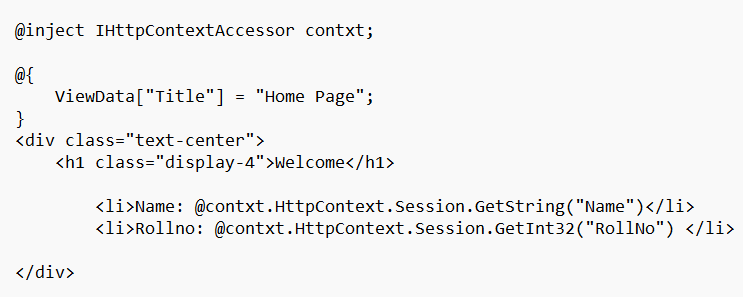 @inject IHttpContextAccessor contxt;
@{
ViewData["Title"] = "Home Page";
}
<div class="text-center">
<h1 class="display-4">Welcome</h1>
<li>Name: @contxt.HttpContext.Session.GetString("Name")</li>
<li>Rollno: @contxt.HttpContext.Session.GetInt32("RollNo") </li>
</div>